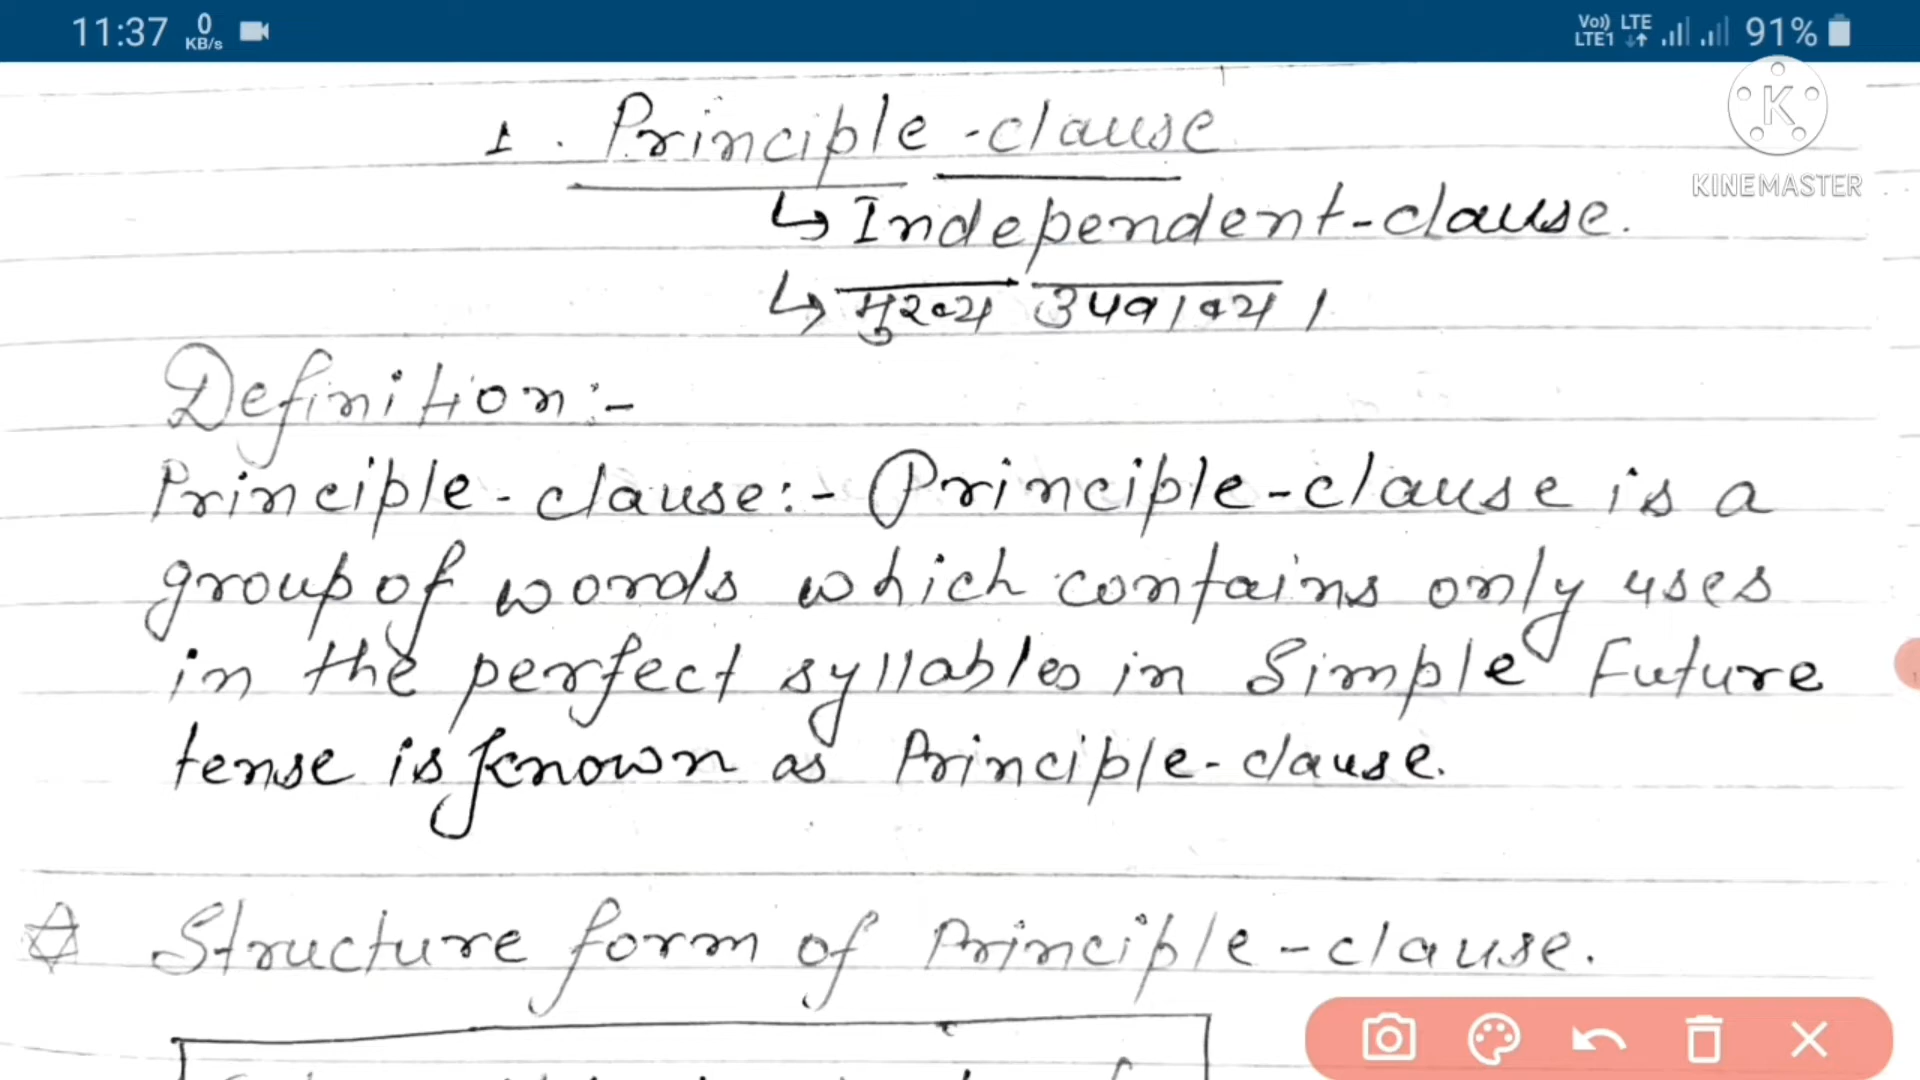 11:37 0 KB/s Vo)) LTE LTE1 91%
KINEMASTER
1. Principle-clause
↳ Independent-clause.
↳ मुख्य उपवाक्य ।
Definition:-
Principle-clause:- Principle-clause is a
group of words which contains only uses
in the perfect syllables in Simple Future
tense is known as Principle-clause.
Structure form of Principle-clause.